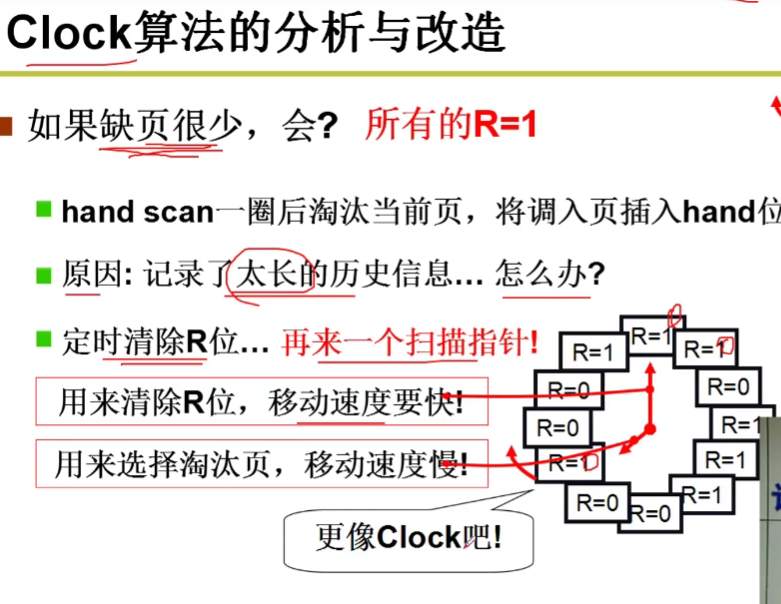 Clock算法的分析与改造
如果缺页很少，会? 所有的R=1
hand scan一圈后淘汰当前页，将调入页插入hand位
原因: 记录了太长的历史信息… 怎么办?
定时清除R位… 再来一个扫描指针!
用来清除R位，移动速度要快!
用来选择淘汰页，移动速度慢!
更像Clock吧!
R=1
R=1
R=1
R=0
R=0
R=0
R=1
R=1
R=1
R=1
R=0
R=0